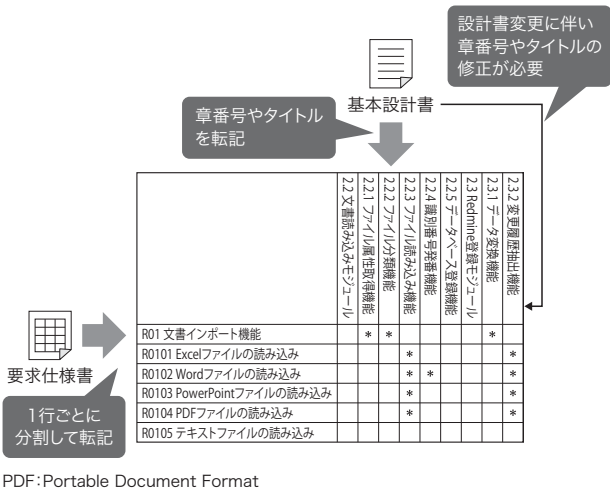 設計書変更に伴い
章番号やタイトルの
修正が必要
基本設計書
章番号やタイトル
を転記
2.2 文書読み込みモジュール
2.2.1 ファイル属性取得機能
2.2.2 ファイル分類機能
2.2.3 ファイル読み込み機能
2.2.4 識別番号発番機能
2.2.5 データベース登録機能
2.3 Redmine登録モジュール
2.3.1 データ変換機能
2.3.2 変更履歴抽出機能
要求仕様書
1行ごとに
分割して転記
R01 文書インポート機能 * * *
R0101 Excelファイルの読み込み * *
R0102 Wordファイルの読み込み * * *
R0103 PowerPointファイルの読み込み * *
R0104 PDFファイルの読み込み * *
R0105 テキストファイルの読み込み
PDF：Portable Document Format